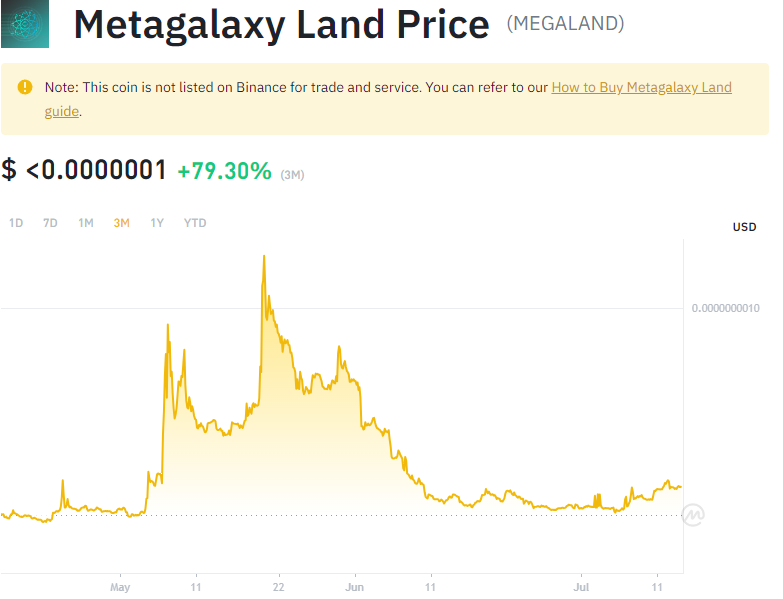 Metagalaxy Land Price (MEGALAND)
Note: This coin is not listed on Binance for trade and service. You can refer to our How to Buy Metagalaxy Land
guide.
$ <0.0000001 +79.30% (3M)
1D 7D 1M 3M 1Y YTD
USD
0.0000000010
May 11 22 Jun 11 Jul 11